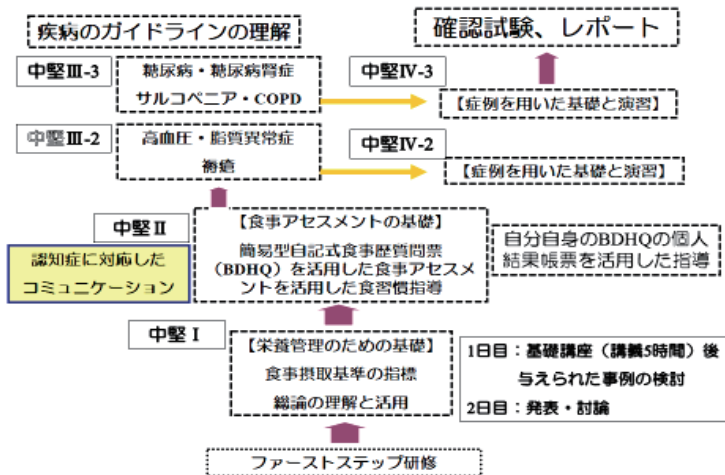 疾病のガイドラインの理解
確認試験、レポート
中堅Ⅲ-3
糖尿病・糖尿病腎症
サルコペニア・COPD
中堅Ⅳ-3
【症例を用いた基礎と演習】
中堅Ⅲ-2
高血圧・脂質異常症
褥瘡
中堅Ⅳ-2
【症例を用いた基礎と演習】
中堅Ⅱ
認知症に対応した
コミュニケーション
【食事アセスメントの基礎】
簡易型自記式食事歴質問票
（BDHQ）を活用した食事アセスメ
ントを活用した食習慣指導
自分自身のBDHQの個人
結果帳票を活用した指導
中堅Ⅰ
【栄養管理のための基礎】
食事摂取基準の指標
総論の理解と活用
1日目：基礎講座（講義5時間）後
与えられた事例の検討
2日目：発表・討論
ファーストステップ研修